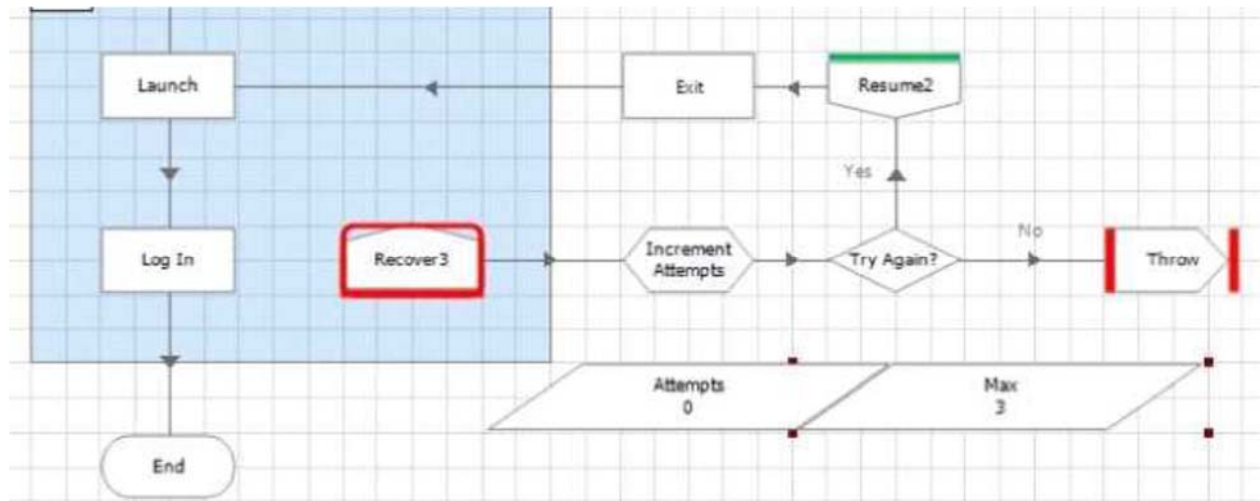 Launch
Exit
Resume2
Yes
Log In
Recover3
Increment
Attempts
Try Again?
No
Throw
Attempts
0
Max
3
End